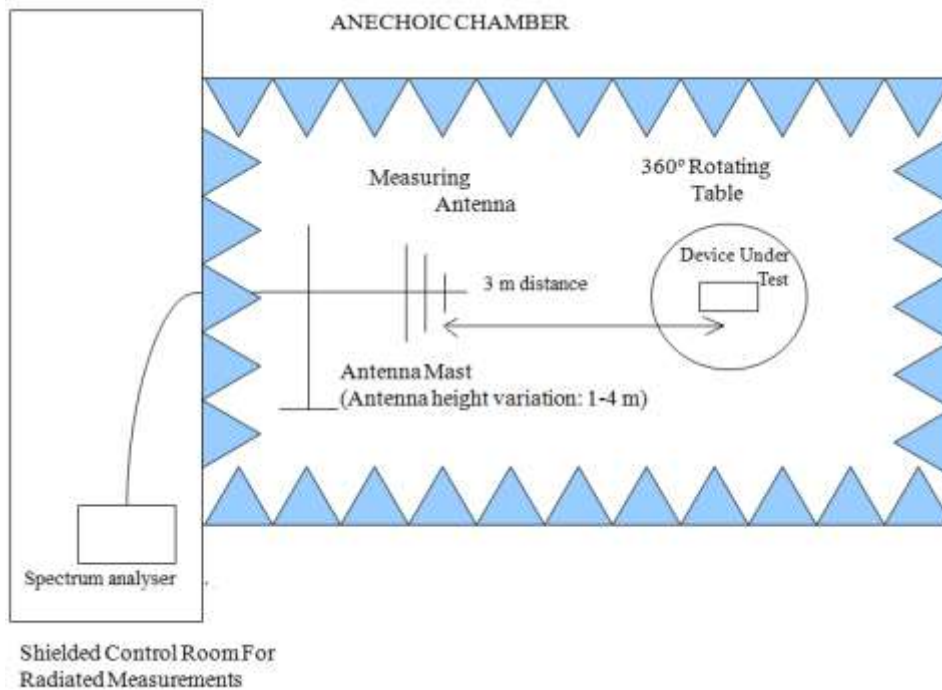 ANECHOIC CHAMBER
Measuring
Antenna
360º Rotating
Table
Device Under
Test
3 m distance
Antenna Mast
(Antenna height variation: 1-4 m)
Spectrum analyser
Shielded Control Room For
Radiated Measurements